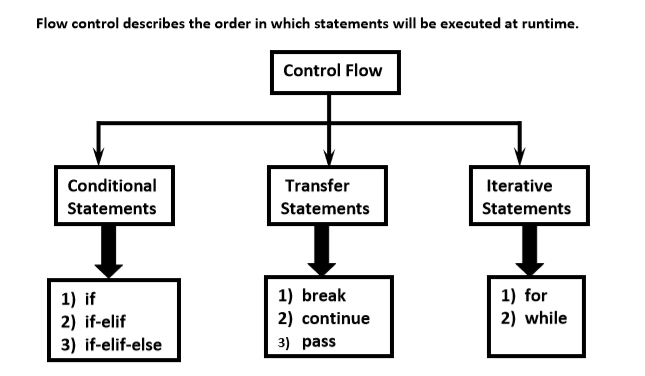 Flow control describes the order in which statements will be executed at runtime.
Control Flow
Conditional
Statements
Transfer
Statements
Iterative
Statements
1) if
2) if-elif
3) if-elif-else
1) break
2) continue
3) pass
1) for
2) while